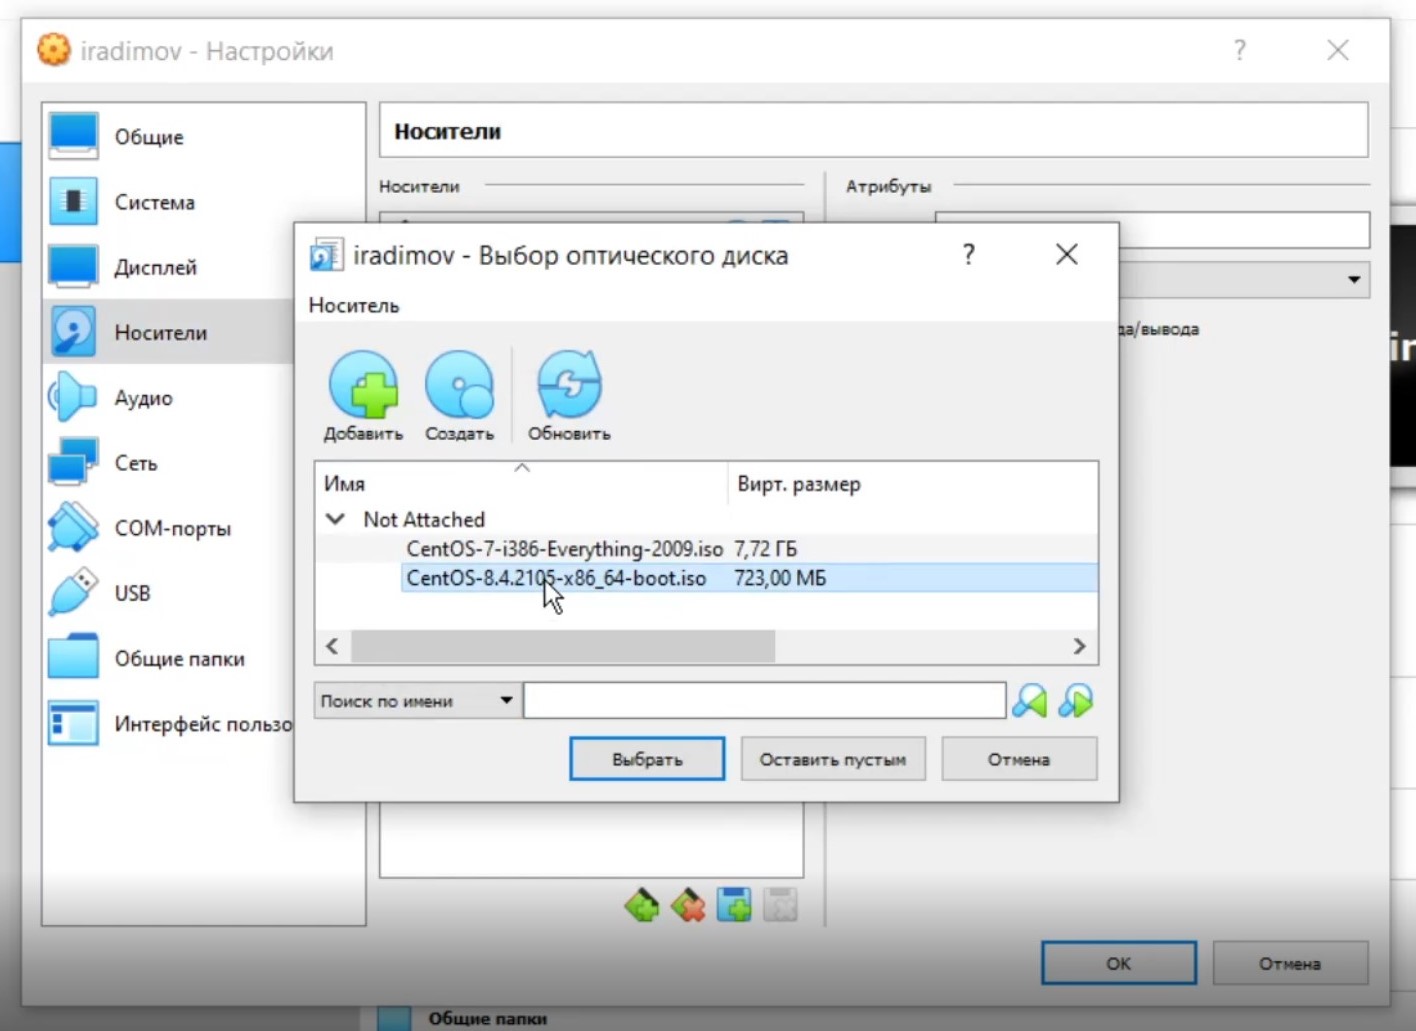 iradimov - Настройки
?
Общие
Система
Дисплей
Носители
Аудио
Сеть
COM-порты
USB
Общие папки
Интерфейс пользо
Носители
Носители
Атрибуты
да/вывода
iradimov - Выбор оптического диска
?
Носитель
Добавить
Создать
Обновить
Имя Вирт. размер
Not Attached
CentOS-7-i386-Everything-2009.iso 7,72 ГБ
CentOS-8.4.2105-x86_64-boot.iso 723,00 МБ
Поиск по имени
Выбрать
Оставить пустым
Отмена
OK
Отмена
Общие папки